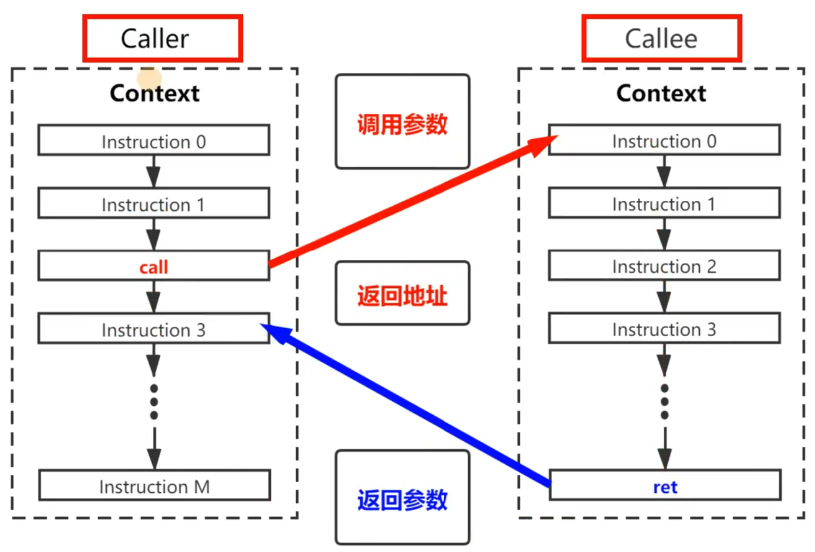 Caller
Context
Instruction 0
Instruction 1
call
Instruction 3
Instruction M
调用参数
返回地址
返回参数
Callee
Context
Instruction 0
Instruction 1
Instruction 2
Instruction 3
ret